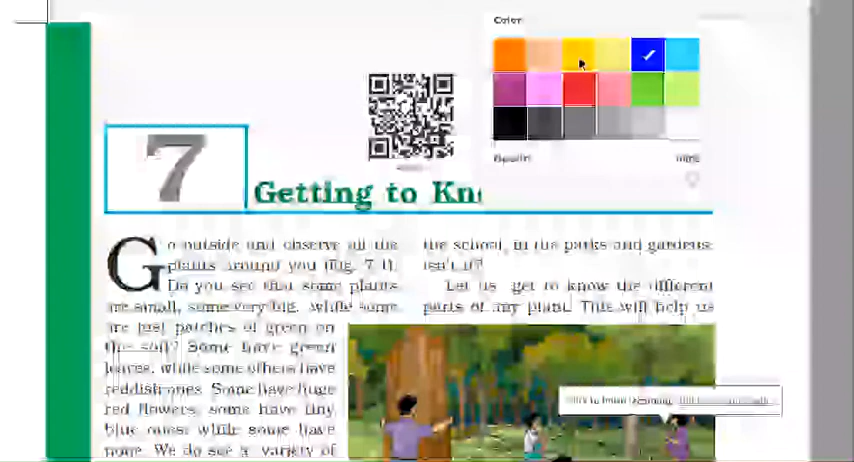 Color
7
Getting to Kn
Go outside and observe all the
plants around you (Fig. 7.1).
Do you see that some plants
are small, some very big, while some
are just patches of green on
the soil? Some have green
leaves, while some others have
reddish ones. Some have huge
red flowers, some have tiny
blue ones, while some have
none. We do see a variety of
the school, in the parks and gardens,
isn't it?
Let us get to know the different
parts of any plant. This will help us